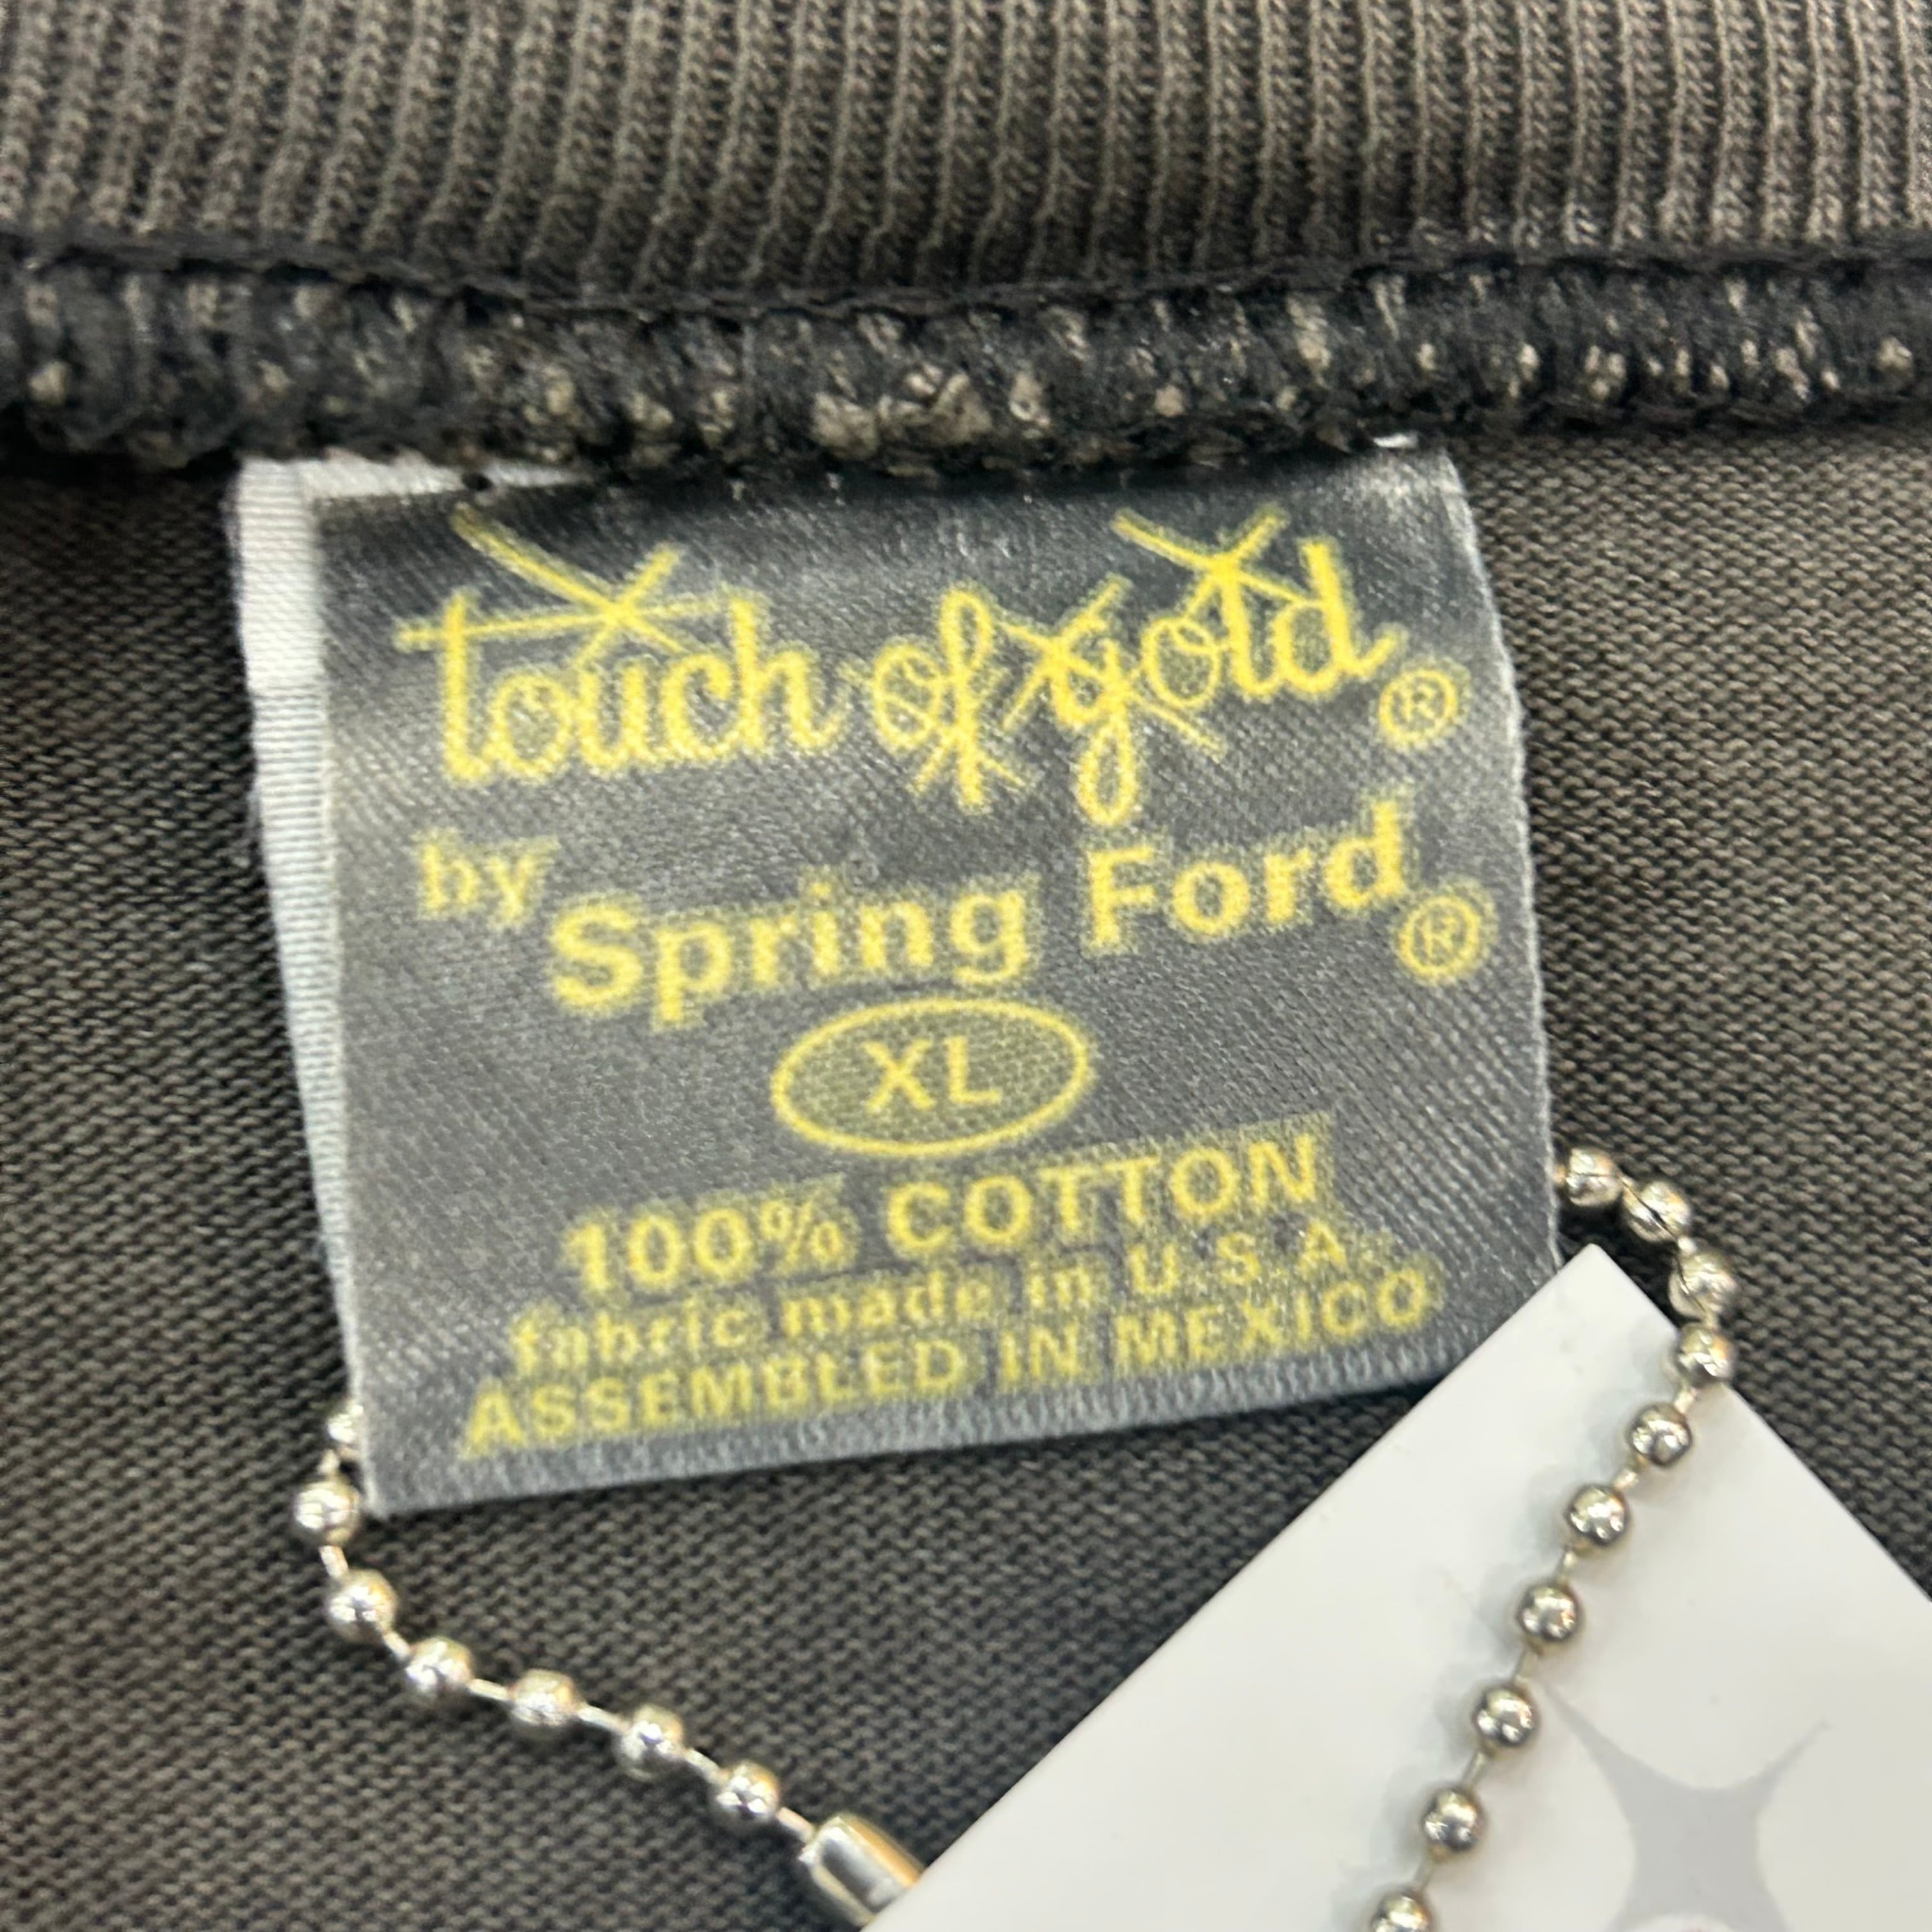 touch of gold®
by Spring Ford®
XL
100% COTTON
fabric made in U.S.A.
ASSEMBLED IN MEXICO